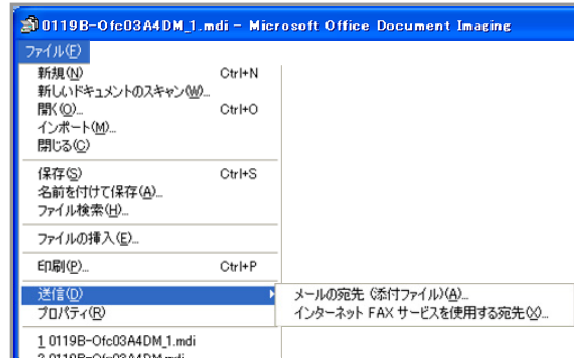 0119B-Ofc03A4DM_1.mdi - Microsoft Office Document Imaging
ファイル(F)
新規(N) Ctrl+N
新しいドキュメントのスキャン(W)...
開く(O)... Ctrl+O
インポート(M)...
閉じる(C)
保存(S) Ctrl+S
名前を付けて保存(A)...
ファイル検索(H)...
ファイルの挿入(E)...
印刷(P)... Ctrl+P
送信(D)
メールの宛先 (添付ファイル)(A)...
プロパティ(R)
インターネット FAX サービスを使用する宛先(X)...
1 0119B-Ofc03A4DM_1.mdi